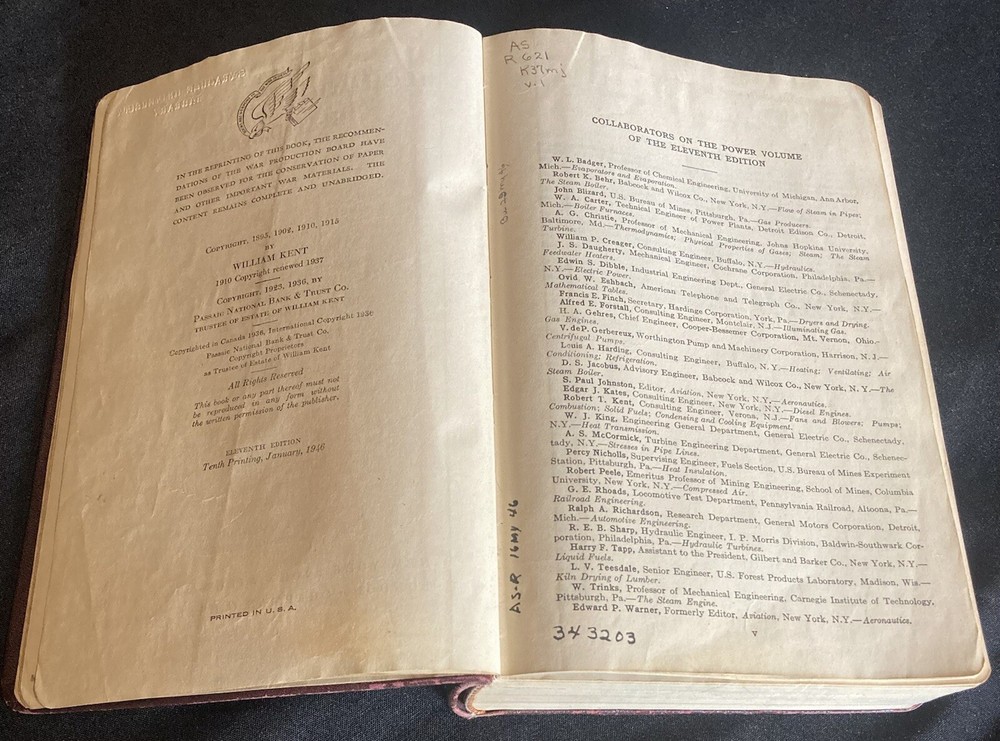 IN THE REPRINTING OF THIS BOOK, THE RECOMMEN-
DATIONS OF THE WAR PRODUCTION BOARD HAVE
BEEN OBSERVED FOR THE CONSERVATION OF PAPER
AND OTHER IMPORTANT WAR MATERIALS. THE
CONTENT REMAINS COMPLETE AND UNABRIDGED.
COPYRIGHT, 1895, 1902, 1910, 1915
BY
WILLIAM KENT
1910 Copyright renewed 1937
COPYRIGHT, 1923, 1936, BY
PASSAIC NATIONAL BANK & TRUST CO.
TRUSTEE OF ESTATE OF WILLIAM KENT
Copyrighted in Canada 1936, International Copyright 1936
Passaic National Bank & Trust Co.
Copyright Proprietors
as Trustee of Estate of William Kent
All Rights Reserved
This book or any part thereof must not
be reproduced in any form without
the written permission of the publisher.
ELEVENTH EDITION
Tenth Printing, January, 1946
PRINTED IN U. S. A.
AS
R 621
K37mj
v.1
AS-R 16My 46
COLLABORATORS ON THE POWER VOLUME
OF THE ELEVENTH EDITION
W. L. Badger, Professor of Chemical Engineering, University of Michigan, Ann Arbor,
Mich.—Evaporators and Evaporation.
Robert K. Behr, Babcock and Wilcox Co., New York, N.Y.—Flow of Steam in Pipes;
The Steam Boiler.
John Blizard, U.S. Bureau of Mines, Pittsburgh, Pa.—Gas Producers.
W. A. Carter, Technical Engineer of Power Plants, Detroit Edison Co., Detroit,
Mich.—Boiler Furnaces.
A. G. Christie, Professor of Mechanical Engineering, Johns Hopkins University,
Baltimore, Md.—Thermodynamics; Physical Properties of Gases; Steam; The Steam
Turbine.
William P. Creager, Consulting Engineer, Buffalo, N.Y.—Hydraulics.
J. S. Daugherty, Mechanical Engineer, Cochrane Corporation, Philadelphia, Pa.—
Feedwater Heaters.
Edwin S. Dibble, Industrial Engineering Dept., General Electric Co., Schenectady,
N.Y.—Electric Power.
Ovid W. Eshbach, American Telephone and Telegraph Co., New York, N.Y.—
Mathematical Tables.
Francis E. Finch, Secretary, Hardinge Corporation, York, Pa.—Dryers and Drying.
Alfred E. Forstall, Consulting Engineer, Montclair, N.J.—Illuminating Gas.
H. A. Gehres, Chief Engineer, Cooper-Bessemer Corporation, Mt. Vernon, Ohio.—
Gas Engines.
V. deP. Gerbereux, Worthington Pump and Machinery Corporation, Harrison, N.J.—
Centrifugal Pumps.
Louis A. Harding, Consulting Engineer, Buffalo, N.Y.—Heating; Ventilating; Air
Conditioning; Refrigeration.
D. S. Jacobus, Advisory Engineer, Babcock and Wilcox Co., New York, N.Y.—The
Steam Boiler.
S. Paul Johnston, Editor, Aviation, New York, N.Y.—Aeronautics.
Edgar J. Kates, Consulting Engineer, New York, N.Y.—Diesel Engines.
Robert T. Kent, Consulting Engineer, Verona, N.J.—Fans and Blowers; Pumps;
Combustion; Solid Fuels; Condensing and Cooling Equipment.
W. J. King, Engineering General Department, General Electric Co., Schenectady,
N.Y.—Heat Transmission.
A. S. McCormick, Turbine Engineering Department, General Electric Co., Schenec-
tady, N.Y.—Stresses in Pipe Lines.
Percy Nicholls, Supervising Engineer, Fuels Section, U.S. Bureau of Mines Experiment
Station, Pittsburgh, Pa.—Heat Insulation.
Robert Peele, Emeritus Professor of Mining Engineering, School of Mines, Columbia
University, New York, N.Y.—Compressed Air.
G. E. Rhoads, Locomotive Test Department, Pennsylvania Railroad, Altoona, Pa.—
Railroad Engineering.
Ralph A. Richardson, Research Department, General Motors Corporation, Detroit,
Mich.—Automotive Engineering.
R. E. B. Sharp, Hydraulic Engineer, I. P. Morris Division, Baldwin-Southwark Cor-
poration, Philadelphia, Pa.—Hydraulic Turbines.
Harry F. Tapp, Assistant to the President, Gilbert and Barker Co., New York, N.Y.—
Liquid Fuels.
L. V. Teesdale, Senior Engineer, U.S. Forest Products Laboratory, Madison, Wis.—
Kiln Drying of Lumber.
W. Trinks, Professor of Mechanical Engineering, Carnegie Institute of Technology,
Pittsburgh, Pa.—The Steam Engine.
Edward P. Warner, Formerly Editor, Aviation, New York, N.Y.—Aeronautics.
343203
v